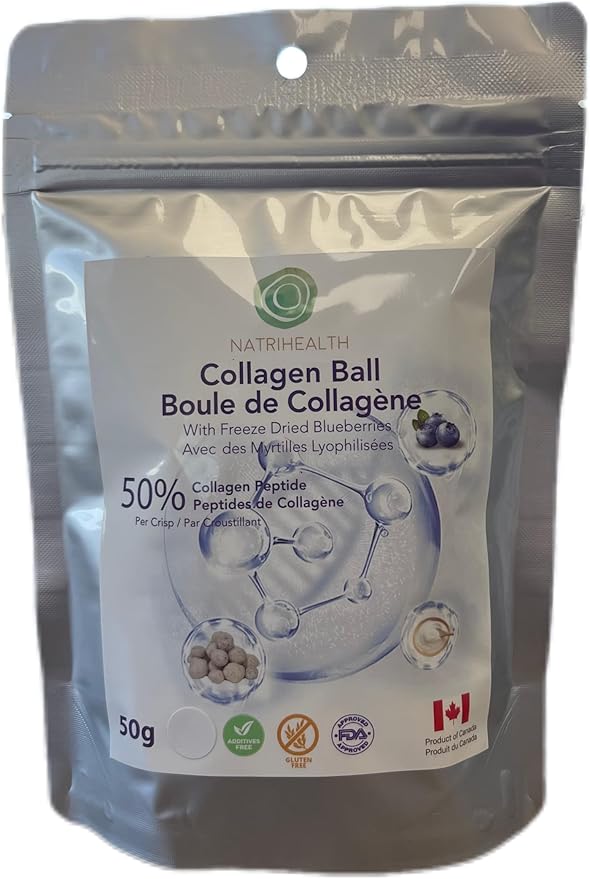 NATRIHEALTH
Collagen Ball
Boule de Collagène
With Freeze Dried Blueberries
Avec des Myrtilles Lyophilisées
50% Collagen Peptide
Peptides de Collagène
Per Crisp / Par Croustillant
50g
ADDITIVES
FREE
GLUTEN
FREE
APPROVED
FDA
APPROVED
Product of Canada
Produit du Canada